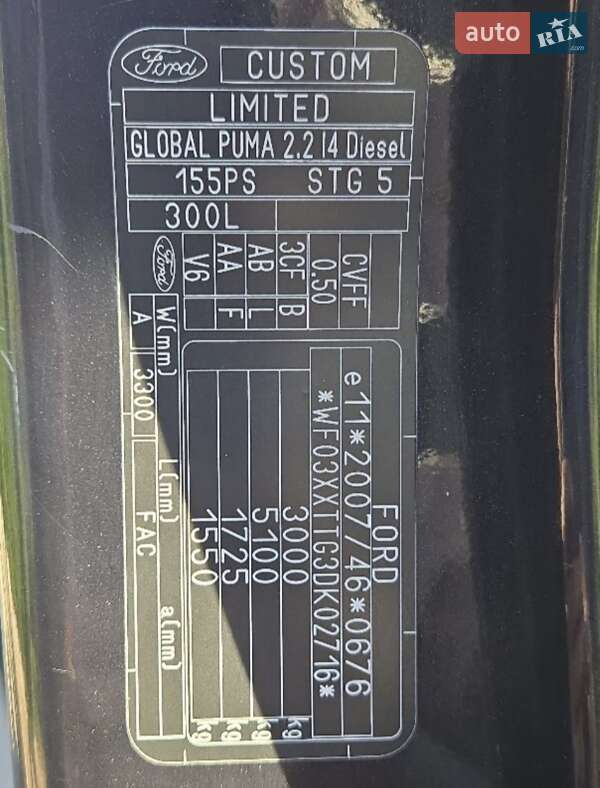 auto RIA.com
Ford CUSTOM
LIMITED
GLOBAL PUMA 2.2 I4 Diesel
155PS STG 5
300L
FORD
e11*2007/46*0676
*WF03XXTTG3DK02716*
3000 kg
5100 kg
1725 kg
1550 kg
CVFF
0.50
3CF B
AB L
AA F
V6
Ford
W(mm) L(mm) a(mm)
A 3300 FAC